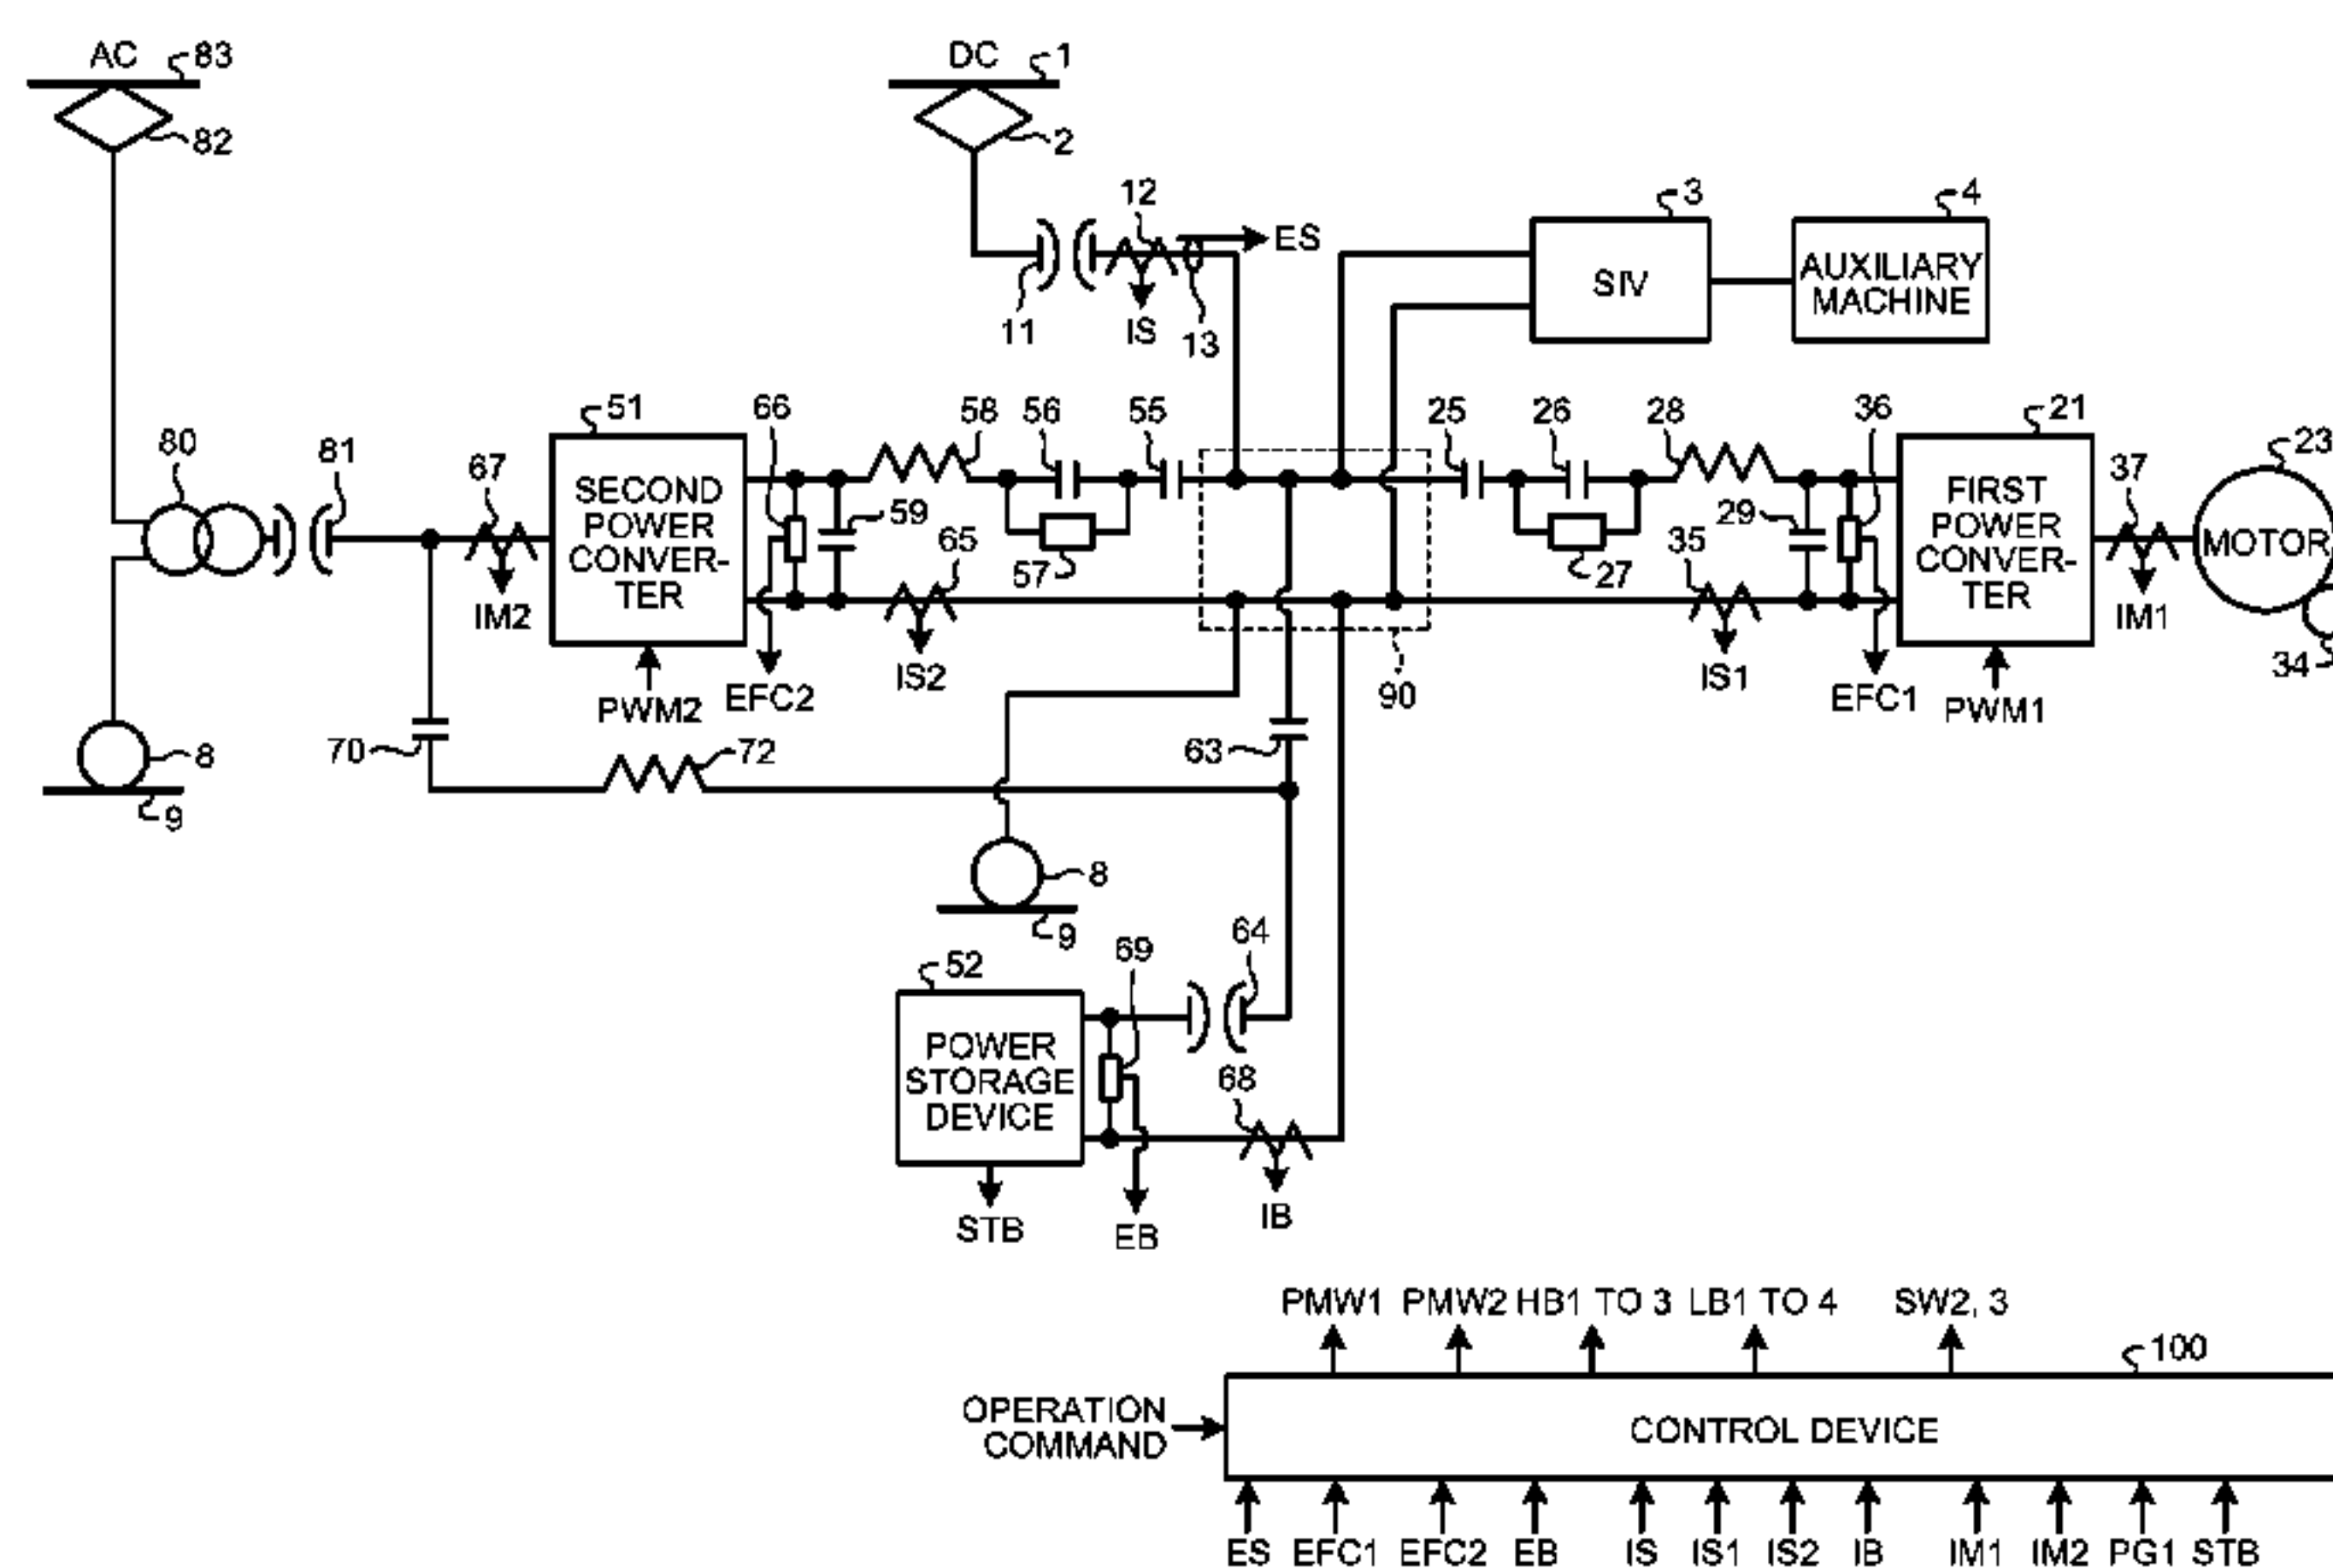 AC 83
DC 1
82
2
12
ES
3
4
SIV
AUXILIARY
MACHINE
11
IS
13
51
66
58
56
55
25
26
28
36
21
23
80
81
67
SECOND
POWER
CONVER-
TER
59
65
57
29
35
27
FIRST
POWER
CONVER-
TER
37
MOTOR
IM2
IM1
34
PWM2
EFC2
IS2
90
IS1
EFC1
PWM1
8
70
72
63
9
8
9
52
69
64
POWER
STORAGE
DEVICE
68
STB
EB
IB
PMW1 PMW2 HB1 TO 3 LB1 TO 4 SW2, 3
100
OPERATION
COMMAND
CONTROL DEVICE
ES EFC1 EFC2 EB IS IS1 IS2 IB IM1 IM2 PG1 STB